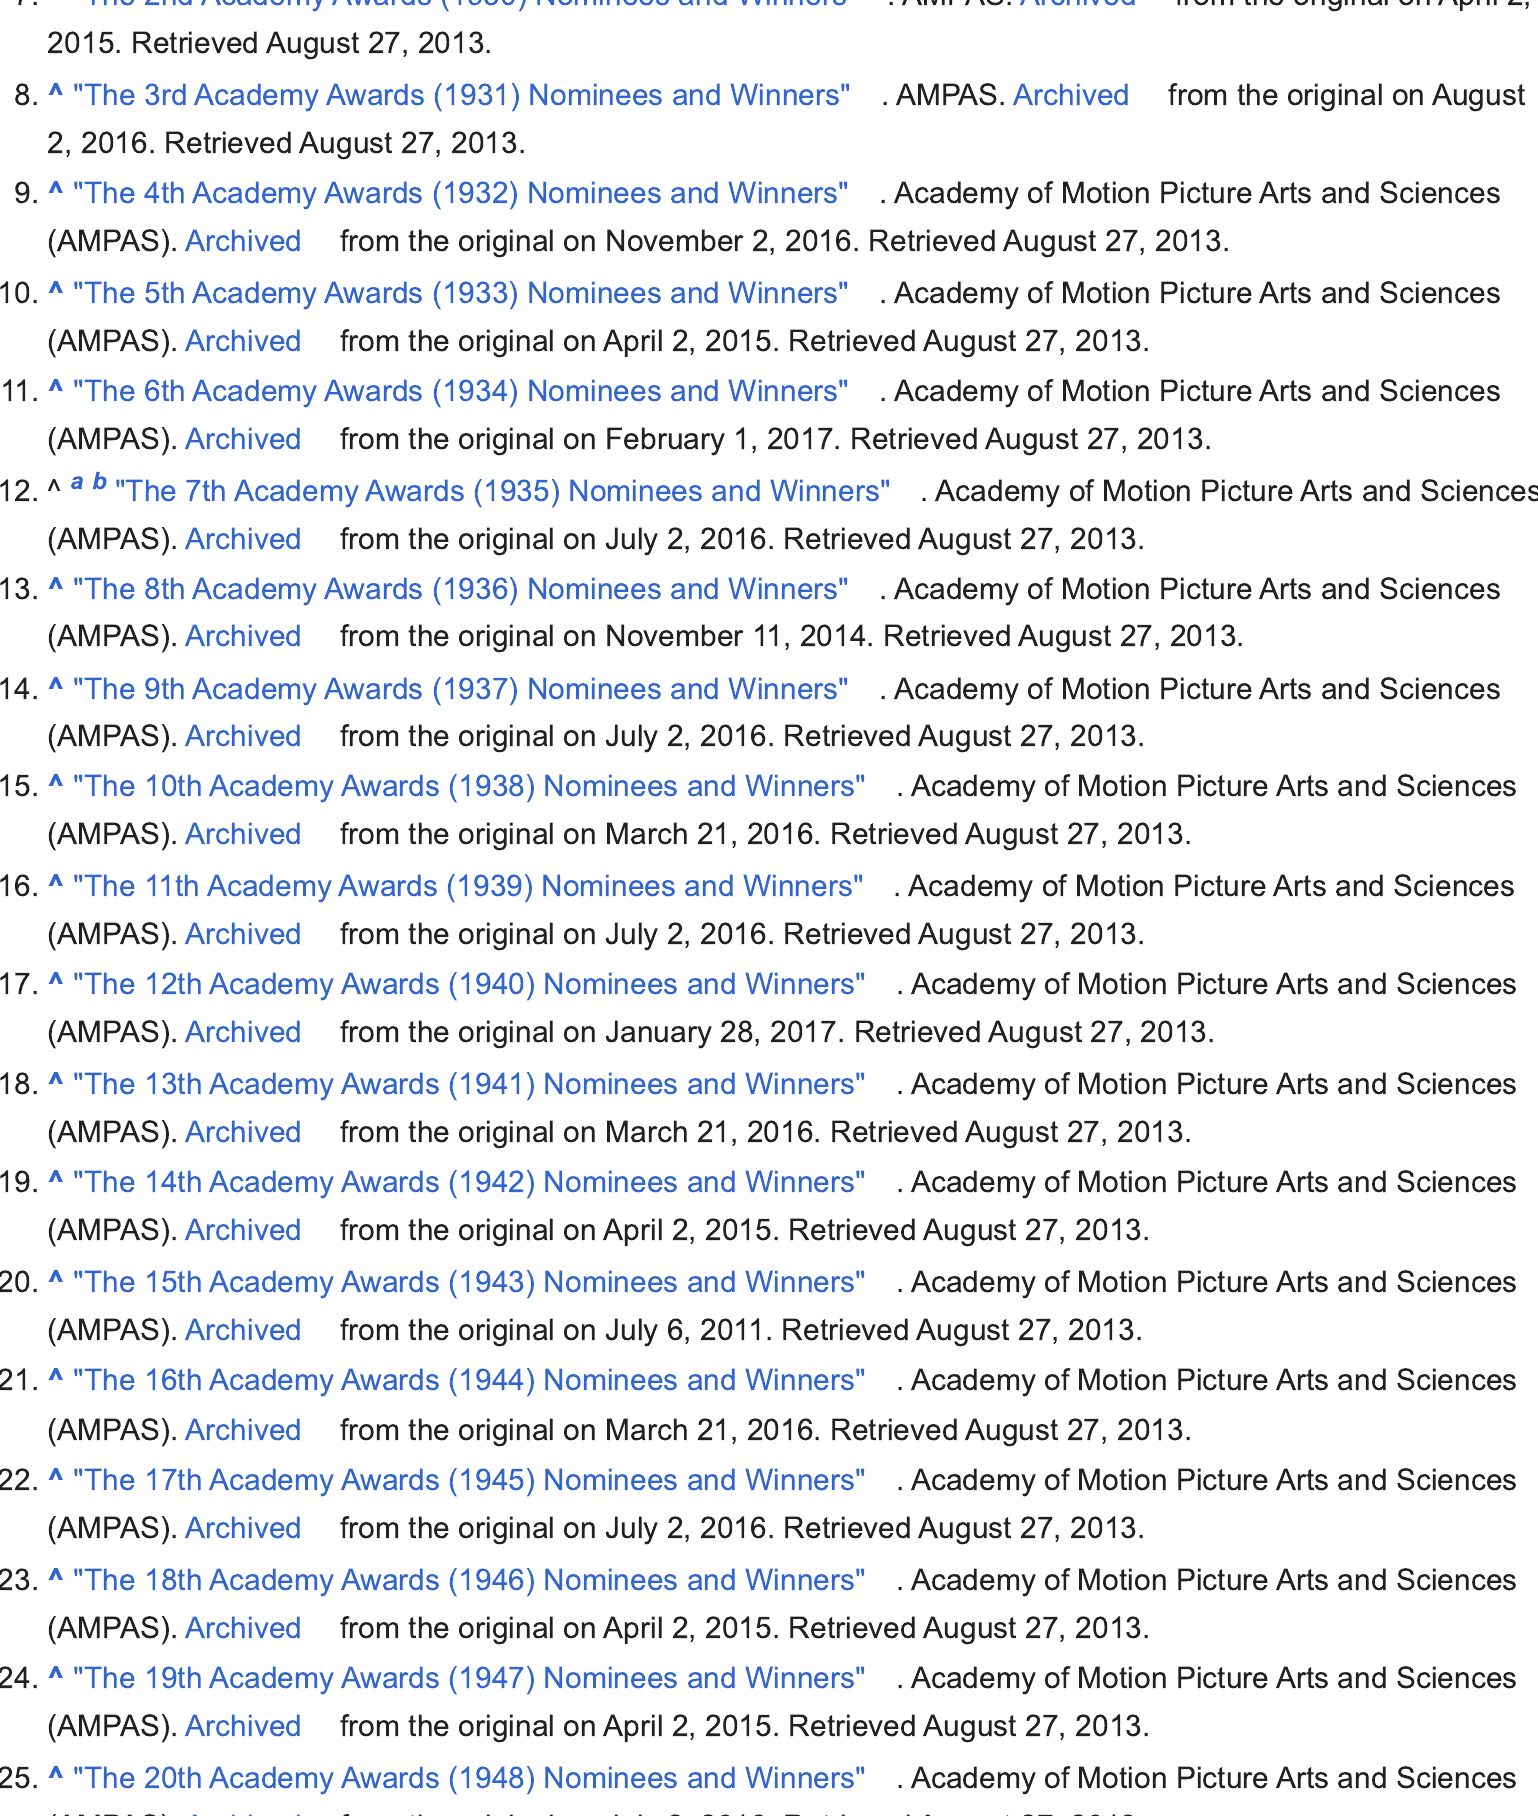 7. "The 2nd Academy Awards (1930) Nominees and Winners" . AMPAS. Archived from the original on April 2,
2015. Retrieved August 27, 2013.
8. ^ "The 3rd Academy Awards (1931) Nominees and Winners" . AMPAS. Archived from the original on August
2, 2016. Retrieved August 27, 2013.
9. ^ "The 4th Academy Awards (1932) Nominees and Winners" . Academy of Motion Picture Arts and Sciences
(AMPAS). Archived from the original on November 2, 2016. Retrieved August 27, 2013.
10. ^ "The 5th Academy Awards (1933) Nominees and Winners" . Academy of Motion Picture Arts and Sciences
(AMPAS). Archived from the original on April 2, 2015. Retrieved August 27, 2013.
11. ^ "The 6th Academy Awards (1934) Nominees and Winners" . Academy of Motion Picture Arts and Sciences
(AMPAS). Archived from the original on February 1, 2017. Retrieved August 27, 2013.
12. ^ a b "The 7th Academy Awards (1935) Nominees and Winners" . Academy of Motion Picture Arts and Sciences
(AMPAS). Archived from the original on July 2, 2016. Retrieved August 27, 2013.
13. ^ "The 8th Academy Awards (1936) Nominees and Winners" . Academy of Motion Picture Arts and Sciences
(AMPAS). Archived from the original on November 11, 2014. Retrieved August 27, 2013.
14. ^ "The 9th Academy Awards (1937) Nominees and Winners" . Academy of Motion Picture Arts and Sciences
(AMPAS). Archived from the original on July 2, 2016. Retrieved August 27, 2013.
15. ^ "The 10th Academy Awards (1938) Nominees and Winners" . Academy of Motion Picture Arts and Sciences
(AMPAS). Archived from the original on March 21, 2016. Retrieved August 27, 2013.
16. ^ "The 11th Academy Awards (1939) Nominees and Winners" . Academy of Motion Picture Arts and Sciences
(AMPAS). Archived from the original on July 2, 2016. Retrieved August 27, 2013.
17. ^ "The 12th Academy Awards (1940) Nominees and Winners" . Academy of Motion Picture Arts and Sciences
(AMPAS). Archived from the original on January 28, 2017. Retrieved August 27, 2013.
18. ^ "The 13th Academy Awards (1941) Nominees and Winners" . Academy of Motion Picture Arts and Sciences
(AMPAS). Archived from the original on March 21, 2016. Retrieved August 27, 2013.
19. ^ "The 14th Academy Awards (1942) Nominees and Winners" . Academy of Motion Picture Arts and Sciences
(AMPAS). Archived from the original on April 2, 2015. Retrieved August 27, 2013.
20. ^ "The 15th Academy Awards (1943) Nominees and Winners" . Academy of Motion Picture Arts and Sciences
(AMPAS). Archived from the original on July 6, 2011. Retrieved August 27, 2013.
21. ^ "The 16th Academy Awards (1944) Nominees and Winners" . Academy of Motion Picture Arts and Sciences
(AMPAS). Archived from the original on March 21, 2016. Retrieved August 27, 2013.
22. ^ "The 17th Academy Awards (1945) Nominees and Winners" . Academy of Motion Picture Arts and Sciences
(AMPAS). Archived from the original on July 2, 2016. Retrieved August 27, 2013.
23. ^ "The 18th Academy Awards (1946) Nominees and Winners" . Academy of Motion Picture Arts and Sciences
(AMPAS). Archived from the original on April 2, 2015. Retrieved August 27, 2013.
24. ^ "The 19th Academy Awards (1947) Nominees and Winners" . Academy of Motion Picture Arts and Sciences
(AMPAS). Archived from the original on April 2, 2015. Retrieved August 27, 2013.
25. ^ "The 20th Academy Awards (1948) Nominees and Winners" . Academy of Motion Picture Arts and Sciences